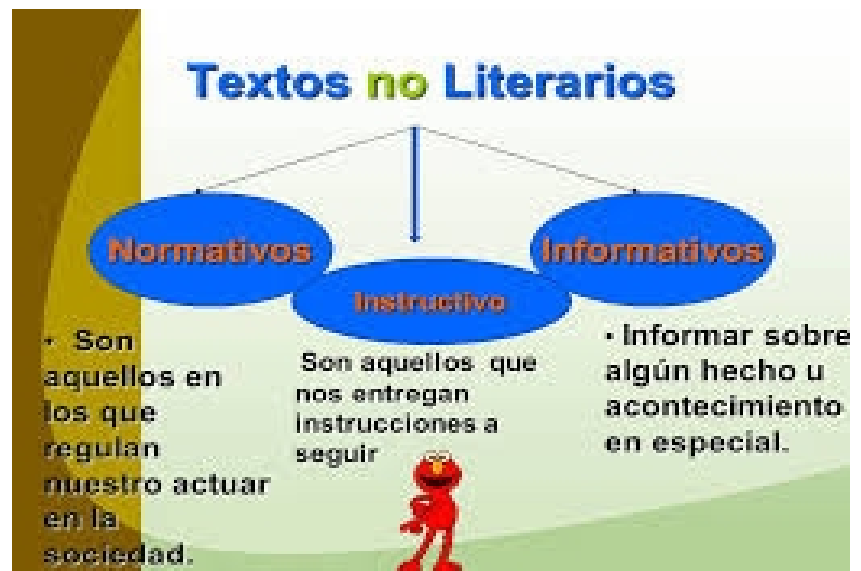 Textos no Literarios
Normativos
• Son
aquellos en
los que
regulan
nuestro actuar
en la
sociedad.
Instructivo
Son aquellos que
nos entregan
instrucciones a
seguir
Informativos
• Informar sobre
algún hecho u
acontecimiento
en especial.